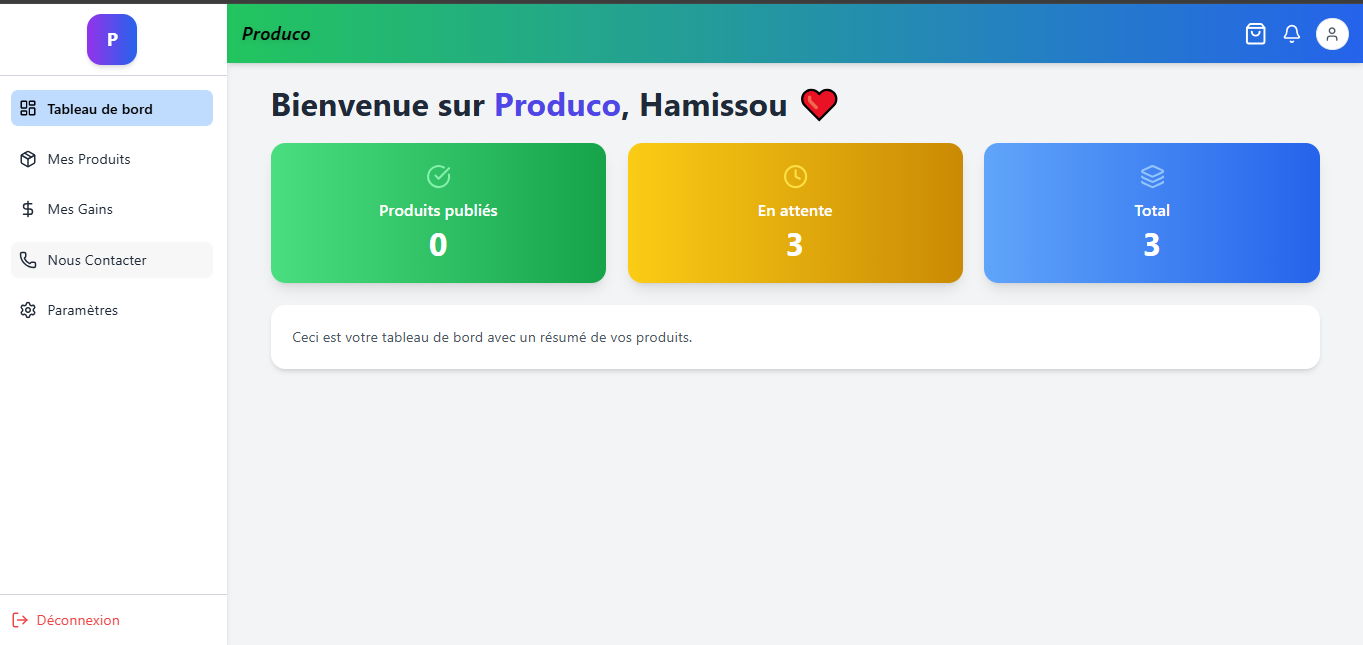 P
Produco
Tableau de bord
Mes Produits
Mes Gains
Nous Contacter
Paramètres
Déconnexion
Bienvenue sur Produco, Hamissou
Produits publiés
0
En attente
3
Total
3
Ceci est votre tableau de bord avec un résumé de vos produits.